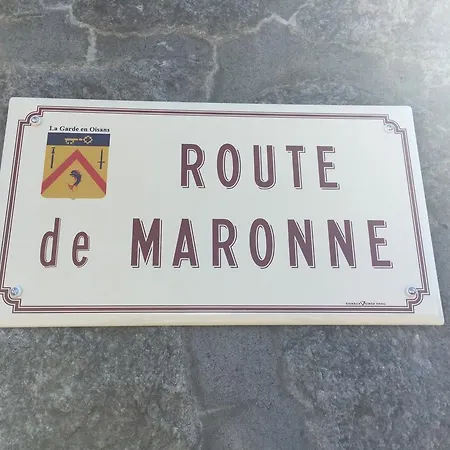 La Garde en Oisans
ROUTE
de MARONNE